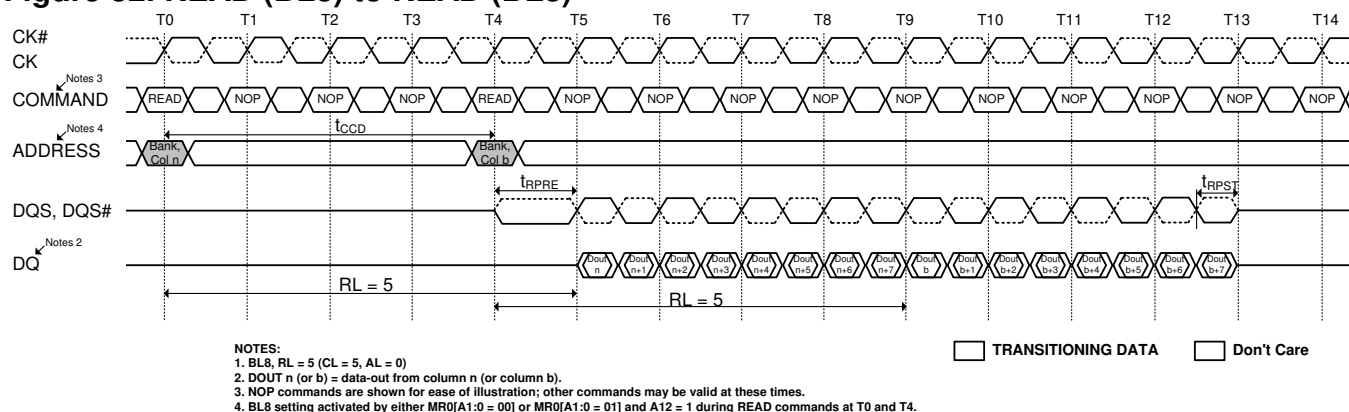 Figure 32. READ (BL8) to READ (BL8)
T0 T1 T2 T3 T4 T5 T6 T7 T8 T9 T10 T11 T12 T13 T14
CK#
CK
Notes 3
COMMAND READ NOP NOP NOP READ NOP NOP NOP NOP NOP NOP NOP NOP NOP NOP
tCCD
Notes 4
ADDRESS Bank, Col n Bank, Col b
tRPRE tRPST
DQS, DQS#
Notes 2
DQ Dout n Dout n+1 Dout n+2 Dout n+3 Dout n+4 Dout n+5 Dout n+6 Dout n+7 Dout b Dout b+1 Dout b+2 Dout b+3 Dout b+4 Dout b+5 Dout b+6 Dout b+7
RL = 5
RL = 5
NOTES:
1. BL8, RL = 5 (CL = 5, AL = 0)
2. DOUT n (or b) = data-out from column n (or column b).
3. NOP commands are shown for ease of illustration; other commands may be valid at these times.
4. BL8 setting activated by either MR0[A1:0 = 00] or MR0[A1:0 = 01] and A12 = 1 during READ commands at T0 and T4.
TRANSITIONING DATA Don't Care